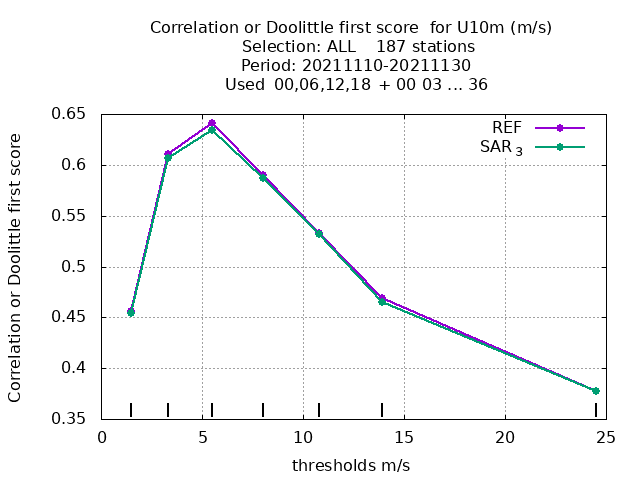 Correlation or Doolittle first score  for U10m (m/s)
Selection: ALL    187 stations
Period: 20211110-20211130
Used  00,06,12,18  + 00 03 ... 36
REF
SAR 3
Correlation or Doolittle first score
0.65
0.6
0.55
0.5
0.45
0.4
0.35
0 5 10 15 20 25
thresholds m/s